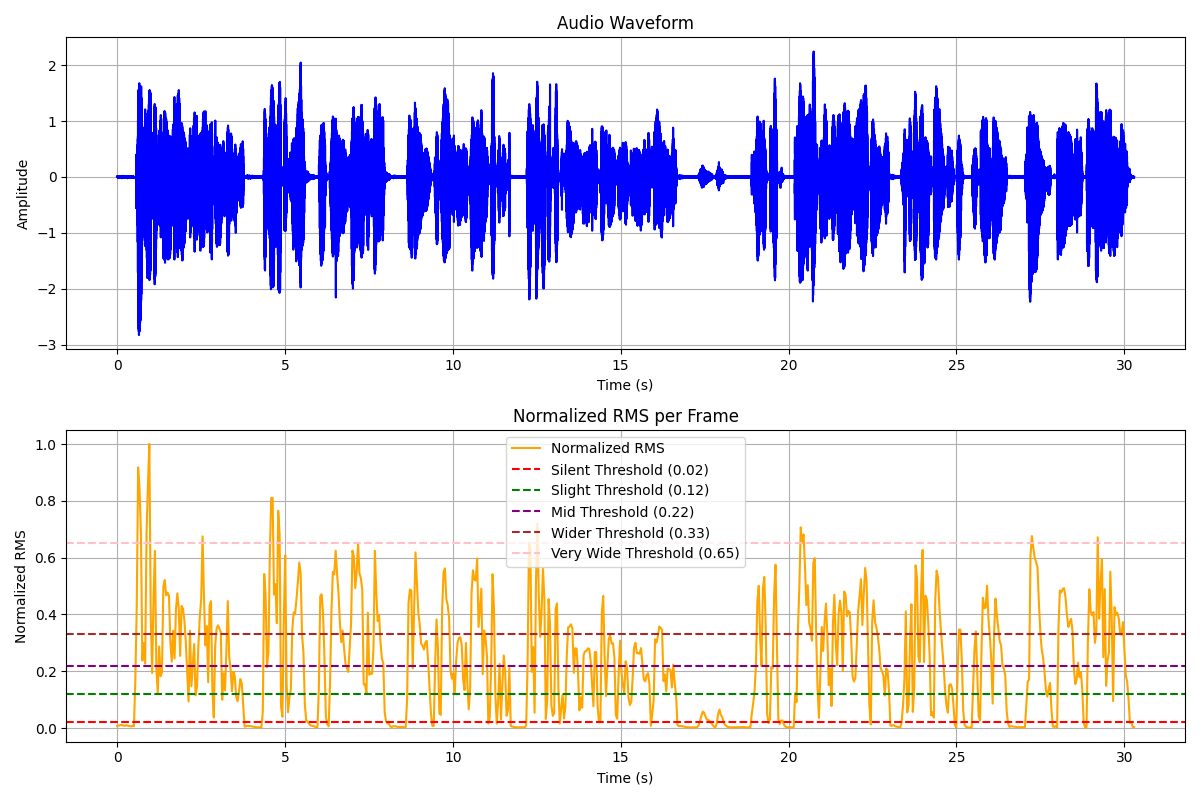 Audio Waveform
2
1
0
−1
−2
−3
Amplitude
0 5 10 15 20 25 30
Time (s)
Normalized RMS per Frame
1.0
0.8
0.6
0.4
0.2
0.0
Normalized RMS
Normalized RMS
Silent Threshold (0.02)
Slight Threshold (0.12)
Mid Threshold (0.22)
Wider Threshold (0.33)
Very Wide Threshold (0.65)
0 5 10 15 20 25 30
Time (s)